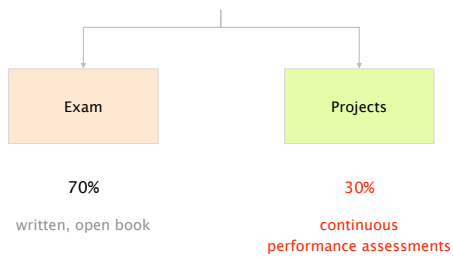 Exam
Projects
70%
30%
written, open book
continuous
performance assessments